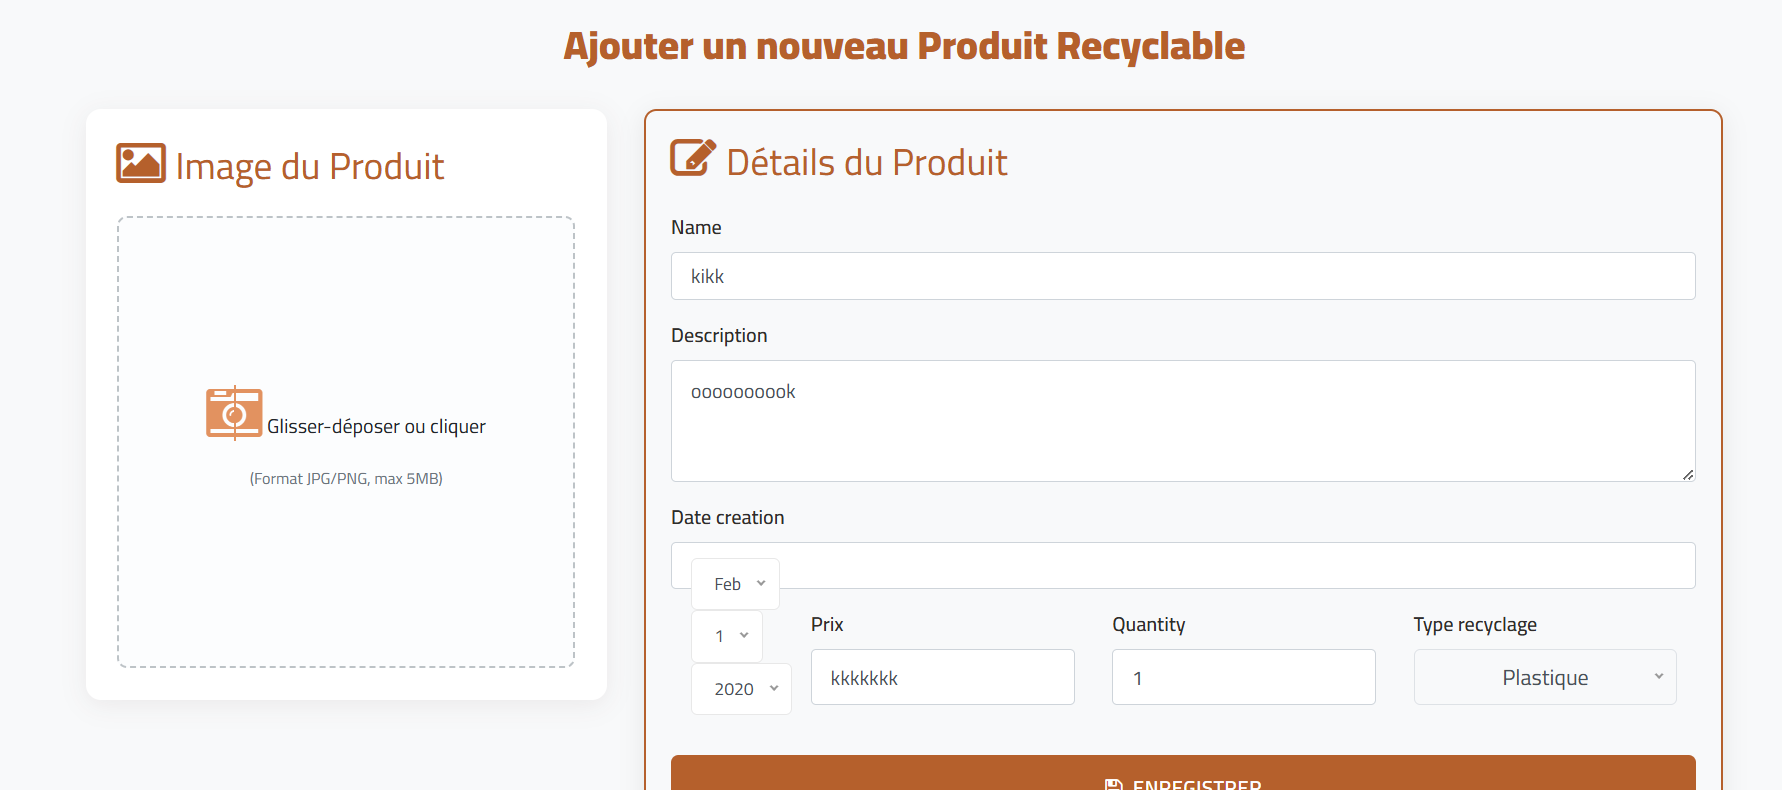 Ajouter un nouveau Produit Recyclable
Image du Produit
Glisser-déposer ou cliquer
(Format JPG/PNG, max 5MB)
Détails du Produit
Name
kikk
Description
ooooooooook
Date creation
Feb
1
2020
Prix
kkkkkkk
Quantity
1
Type recyclage
Plastique
ENREGISTRER